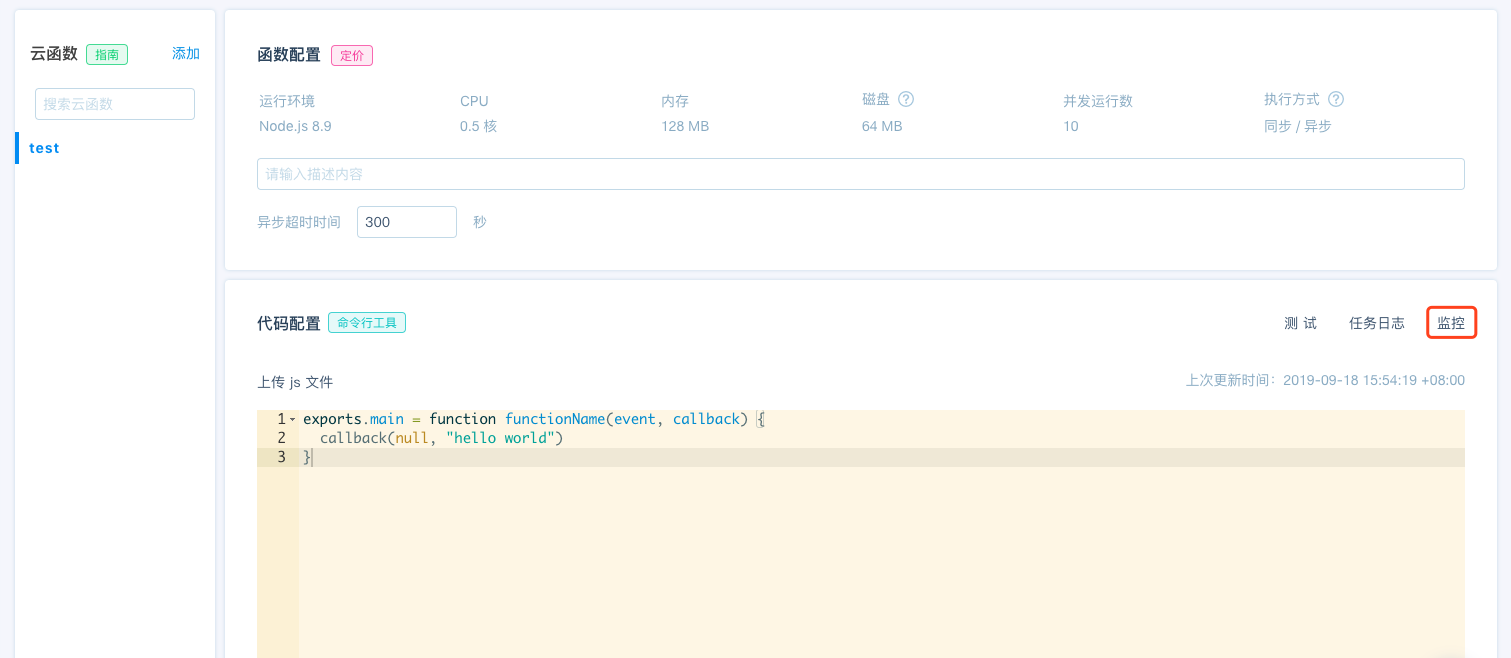 云函数 指南 添加
搜索云函数
test
函数配置 定价
运行环境 CPU 内存 磁盘 ? 并发运行数 执行方式 ?
Node.js 8.9 0.5 核 128 MB 64 MB 10 同步 / 异步
请输入描述内容
异步超时时间 300 秒
代码配置 命令行工具 测 试 任务日志 监控
上传 js 文件 上次更新时间：2019-09-18 15:54:19 +08:00
1 exports.main = function functionName(event, callback) {
2 callback(null, "hello world")
3 }